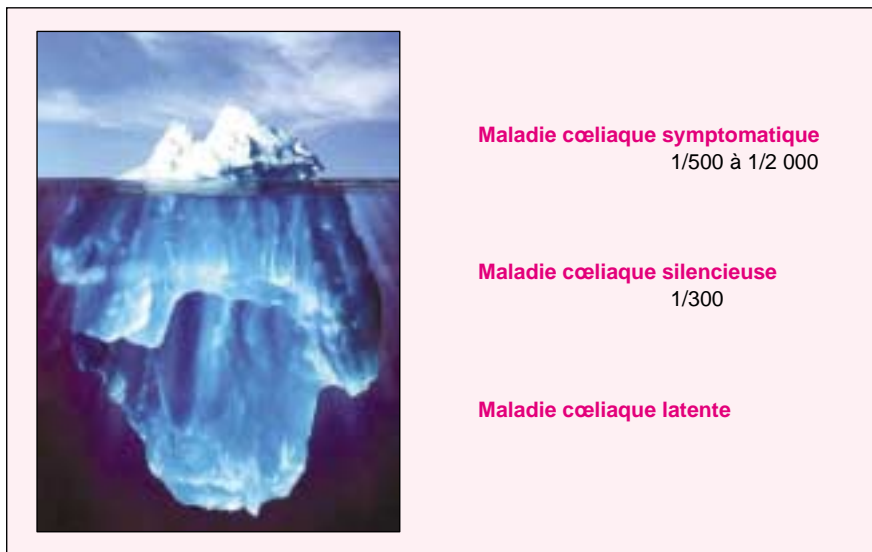 Maladie cœliaque symptomatique
1/500 à 1/2 000
Maladie cœliaque silencieuse
1/300
Maladie cœliaque latente